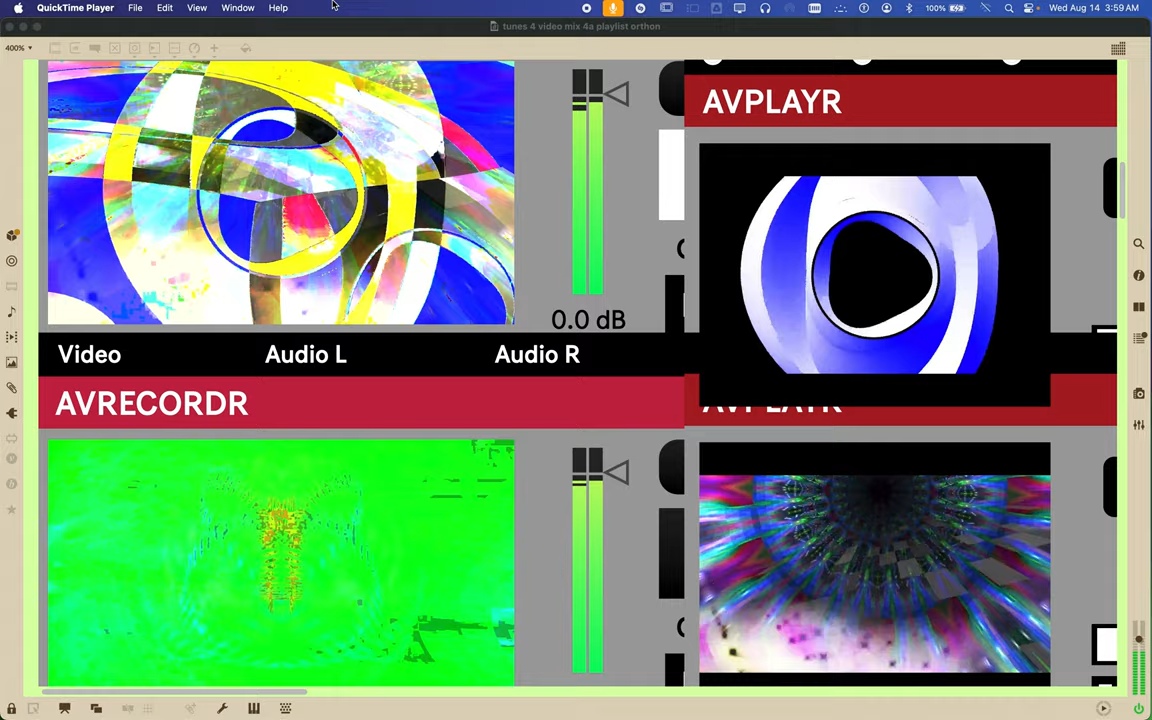 QuickTime Player File Edit View Window Help 100% Wed Aug 14 3:59 AM
tunes 4 video mix 4a playlist orthon
400%
AVPLAYR
0.0 dB
Video Audio L Audio R
AVRECORDR
AVPLAYR